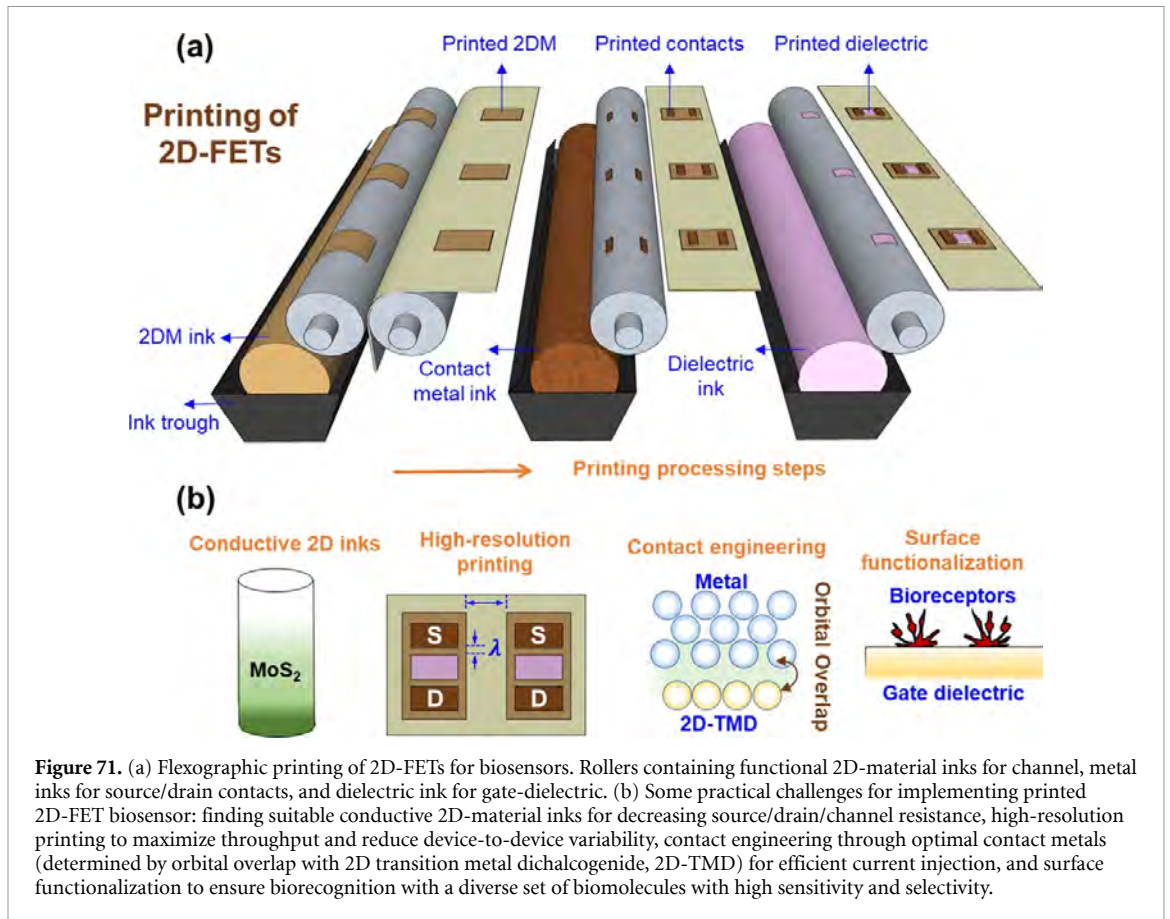 (a)
Printed 2DM
Printed contacts
Printed dielectric
Printing of
2D-FETs
2DM ink
Ink trough
Contact
metal ink
Dielectric
ink
Printing processing steps
(b)
Conductive 2D inks
MoS₂
High-resolution
printing
S
S
λ
D
D
Contact engineering
Metal
2D-TMD
Orbital Overlap
Surface
functionalization
Bioreceptors
Gate dielectric
Figure 71. (a) Flexographic printing of 2D-FETs for biosensors. Rollers containing functional 2D-material inks for channel, metal
inks for source/drain contacts, and dielectric ink for gate-dielectric. (b) Some practical challenges for implementing printed
2D-FET biosensor: finding suitable conductive 2D-material inks for decreasing source/drain/channel resistance, high-resolution
printing to maximize throughput and reduce device-to-device variability, contact engineering through optimal contact metals
(determined by orbital overlap with 2D transition metal dichalcogenide, 2D-TMD) for efficient current injection, and surface
functionalization to ensure biorecognition with a diverse set of biomolecules with high sensitivity and selectivity.